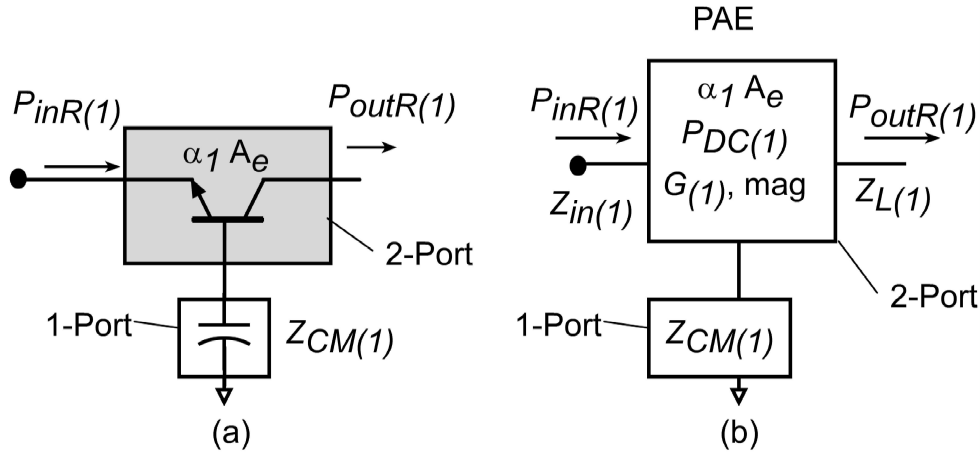 PAE
PinR(1)
PoutR(1)
α1 Ae
2-Port
1-Port
ZCM(1)
(a)
PinR(1)
α1 Ae
PDC(1)
G(1), mag
PoutR(1)
Zin(1)
ZL(1)
2-Port
1-Port
ZCM(1)
(b)